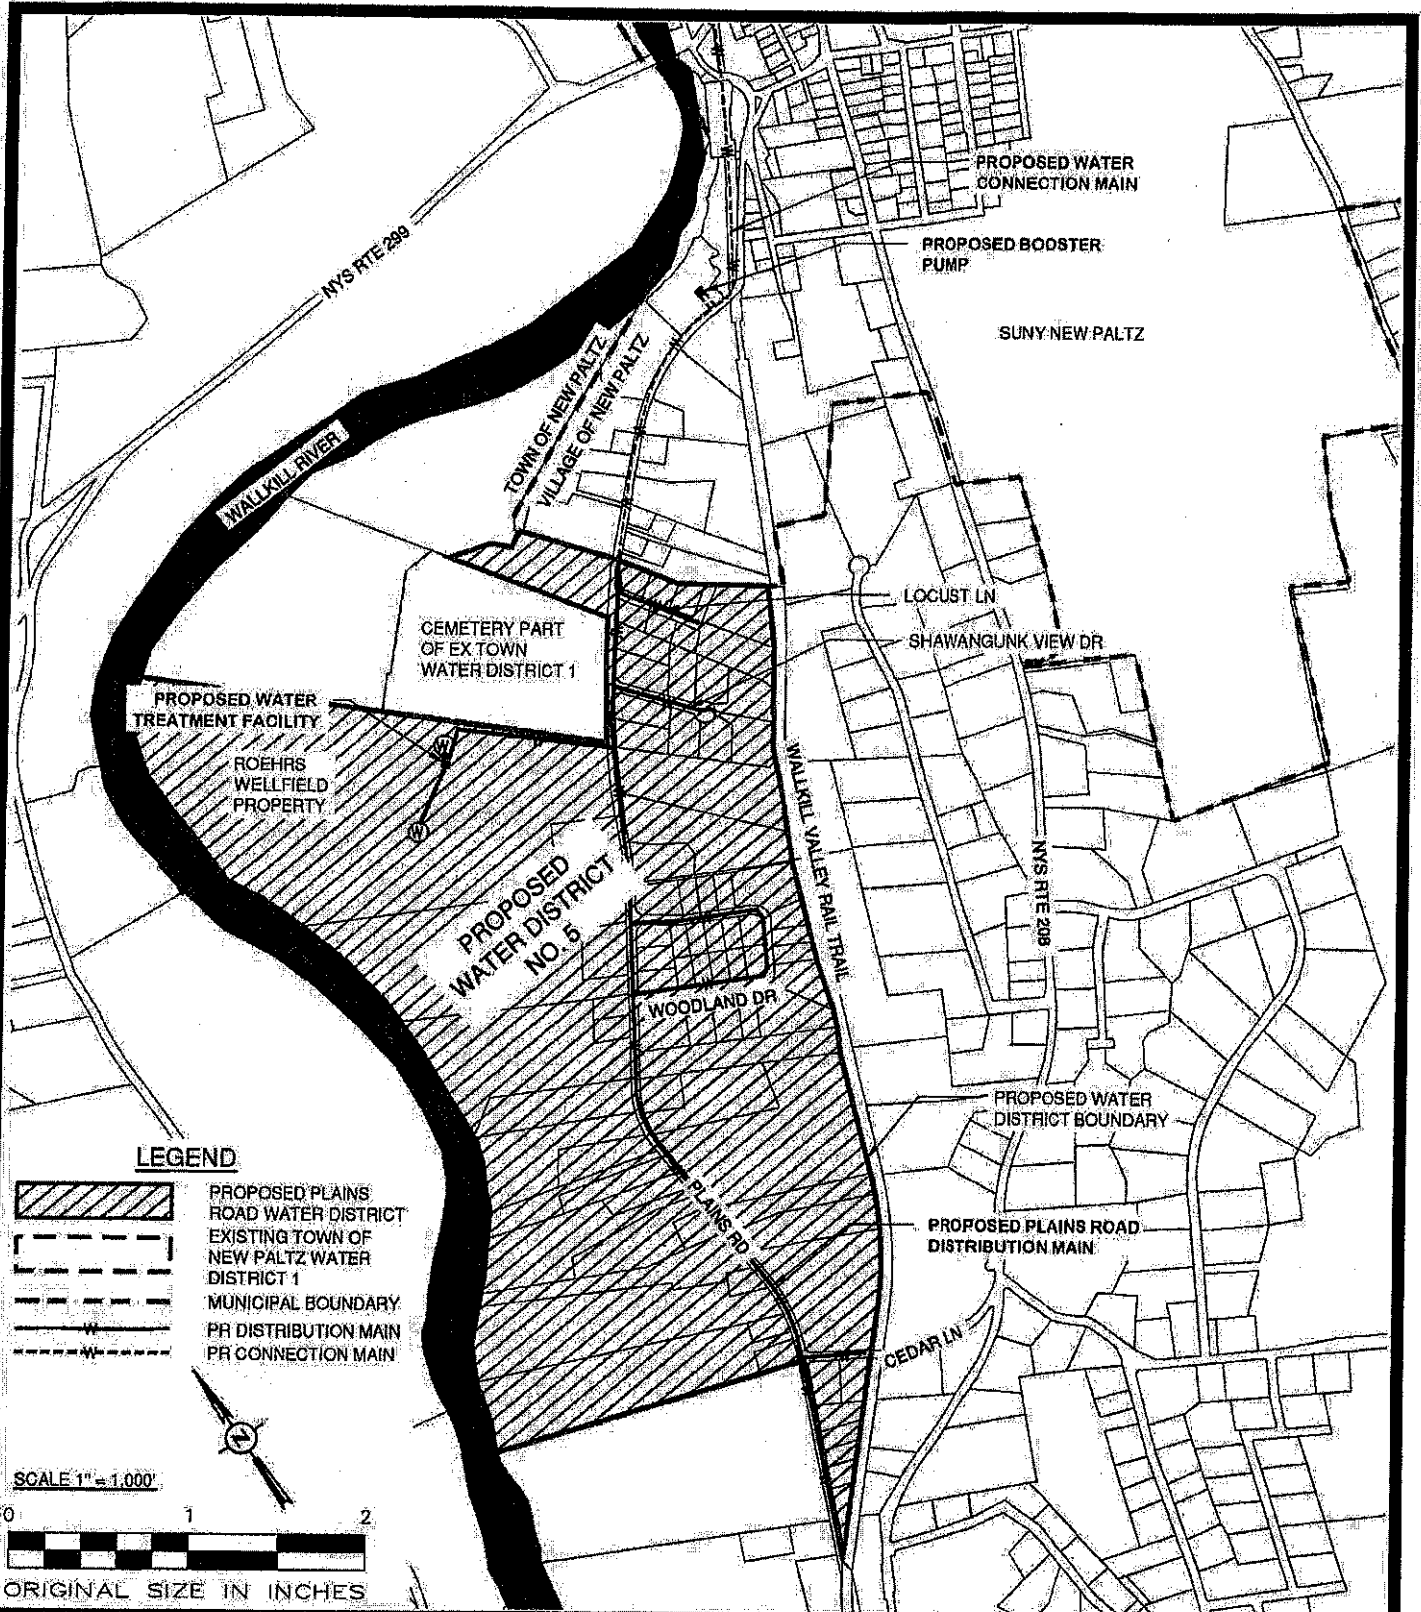 PROPOSED WATER
CONNECTION MAIN
PROPOSED BOOSTER
PUMP
NYS RTE 299
SUNY NEW PALTZ
TOWN OF NEW PALTZ
VILLAGE OF NEW PALTZ
WALLKILL RIVER
LOCUST LN
CEMETERY PART
OF EX TOWN
WATER DISTRICT 1
SHAWANGUNK VIEW DR
PROPOSED WATER
TREATMENT FACILITY
ROEHRS
WELLFIELD
PROPERTY
W
WALLKILL VALLEY RAIL TRAIL
NYS RTE 208
PROPOSED
WATER DISTRICT
NO. 5
WOODLAND DR
PROPOSED WATER
DISTRICT BOUNDARY
PLAINS RD
PROPOSED PLAINS ROAD
DISTRIBUTION MAIN
CEDAR LN
LEGEND
PROPOSED PLAINS
ROAD WATER DISTRICT
EXISTING TOWN OF
NEW PALTZ WATER
DISTRICT 1
MUNICIPAL BOUNDARY
W PR DISTRIBUTION MAIN
W PR CONNECTION MAIN
N
SCALE 1" = 1,000'
0 1 2
ORIGINAL SIZE IN INCHES